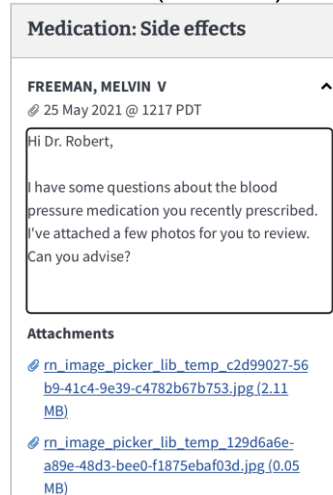 Medication: Side effects
FREEMAN, MELVIN V
25 May 2021 @ 1217 PDT
Hi Dr. Robert,
I have some questions about the blood
pressure medication you recently prescribed.
I've attached a few photos for you to review.
Can you advise?
Attachments
rn_image_picker_lib_temp_c2d99027-56
b9-41c4-9e39-c4782b67b753.jpg (2.11
MB)
rn_image_picker_lib_temp_129d6a6e-
a89e-48d3-bee0-f1875ebaf03d.jpg (0.05
MB)